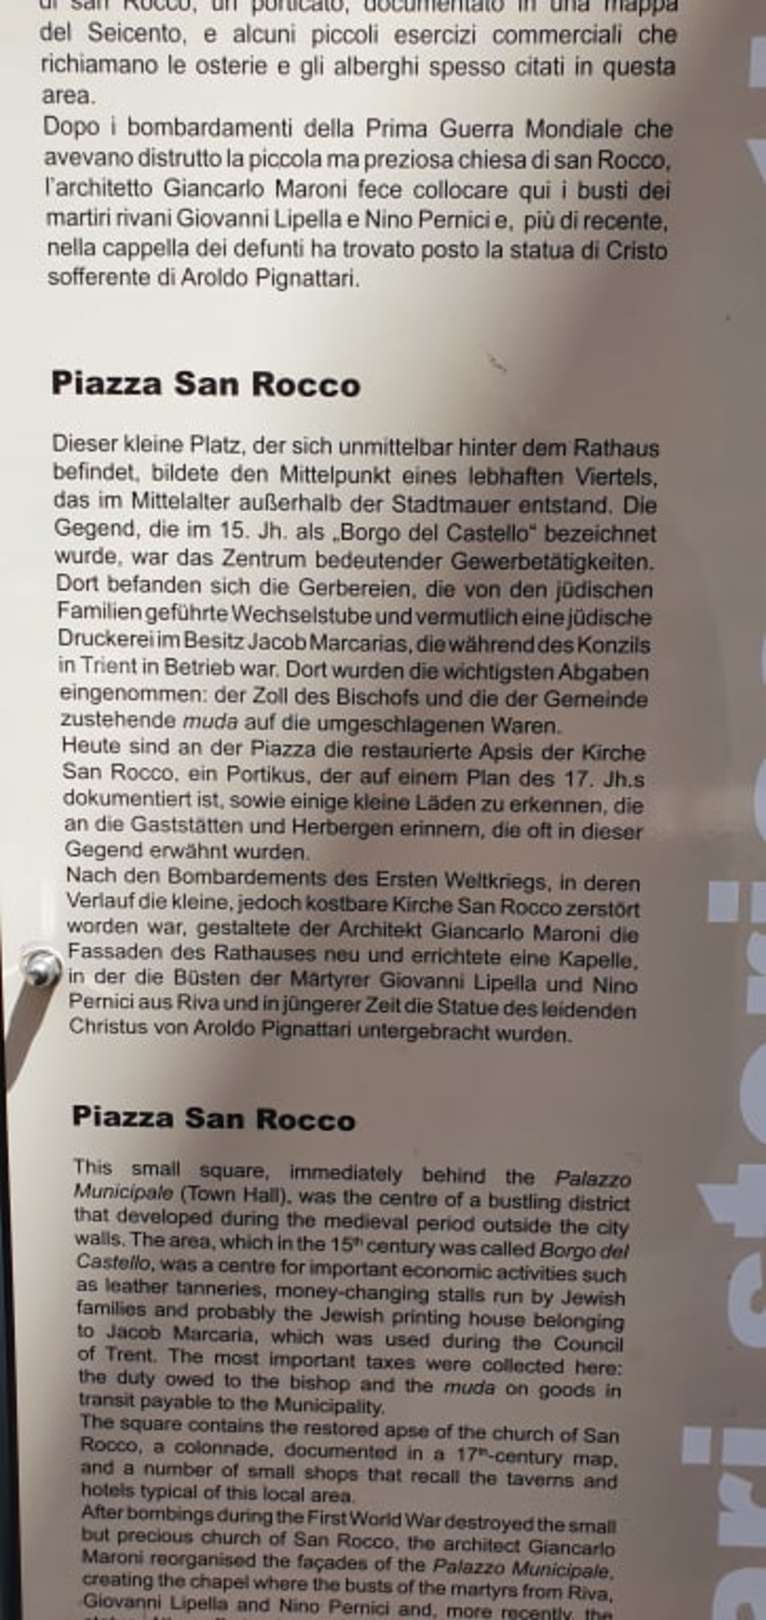 di san Rocco, un porticato, documentato in una mappa
del Seicento, e alcuni piccoli esercizi commerciali che
richiamano le osterie e gli alberghi spesso citati in questa
area.
Dopo i bombardamenti della Prima Guerra Mondiale che
avevano distrutto la piccola ma preziosa chiesa di san Rocco,
l'architetto Giancarlo Maroni fece collocare qui i busti dei
martiri rivani Giovanni Lipella e Nino Pernici e, più di recente,
nella cappella dei defunti ha trovato posto la statua di Cristo
sofferente di Aroldo Pignattari.
Piazza San Rocco
Dieser kleine Platz, der sich unmittelbar hinter dem Rathaus
befindet, bildete den Mittelpunkt eines lebhaften Viertels,
das im Mittelalter außerhalb der Stadtmauer entstand. Die
Gegend, die im 15. Jh. als „Borgo del Castello“ bezeichnet
wurde, war das Zentrum bedeutender Gewerbetätigkeiten.
Dort befanden sich die Gerbereien, die von den jüdischen
Familien geführte Wechselstube und vermutlich eine jüdische
Druckerei im Besitz Jacob Marcarias, die während des Konzils
in Trient in Betrieb war. Dort wurden die wichtigsten Abgaben
eingenommen: der Zoll des Bischofs und die der Gemeinde
zustehende muda auf die umgeschlagenen Waren.
Heute sind an der Piazza die restaurierte Apsis der Kirche
San Rocco, ein Portikus, der auf einem Plan des 17. Jh.s
dokumentiert ist, sowie einige kleine Läden zu erkennen, die
an die Gaststätten und Herbergen erinnern, die oft in dieser
Gegend erwähnt wurden.
Nach den Bombardements des Ersten Weltkriegs, in deren
Verlauf die kleine, jedoch kostbare Kirche San Rocco zerstört
worden war, gestaltete der Architekt Giancarlo Maroni die
Fassaden des Rathauses neu und errichtete eine Kapelle,
in der die Büsten der Märtyrer Giovanni Lipella und Nino
Pernici aus Riva und in jüngerer Zeit die Statue des leidenden
Christus von Aroldo Pignattari untergebracht wurden.
Piazza San Rocco
This small square, immediately behind the Palazzo
Municipale (Town Hall), was the centre of a bustling district
that developed during the medieval period outside the city
walls. The area, which in the 15th century was called Borgo del
Castello, was a centre for important economic activities such
as leather tanneries, money-changing stalls run by Jewish
families and probably the Jewish printing house belonging
to Jacob Marcaria, which was used during the Council
of Trent. The most important taxes were collected here:
the duty owed to the bishop and the muda on goods in
transit payable to the Municipality.
The square contains the restored apse of the church of San
Rocco, a colonnade, documented in a 17th-century map,
and a number of small shops that recall the taverns and
hotels typical of this local area.
After bombings during the First World War destroyed the small
but precious church of San Rocco, the architect Giancarlo
Maroni reorganised the façades of the Palazzo Municipale,
creating the chapel where the busts of the martyrs from Riva,
Giovanni Lipella and Nino Pernici and, more recently, the